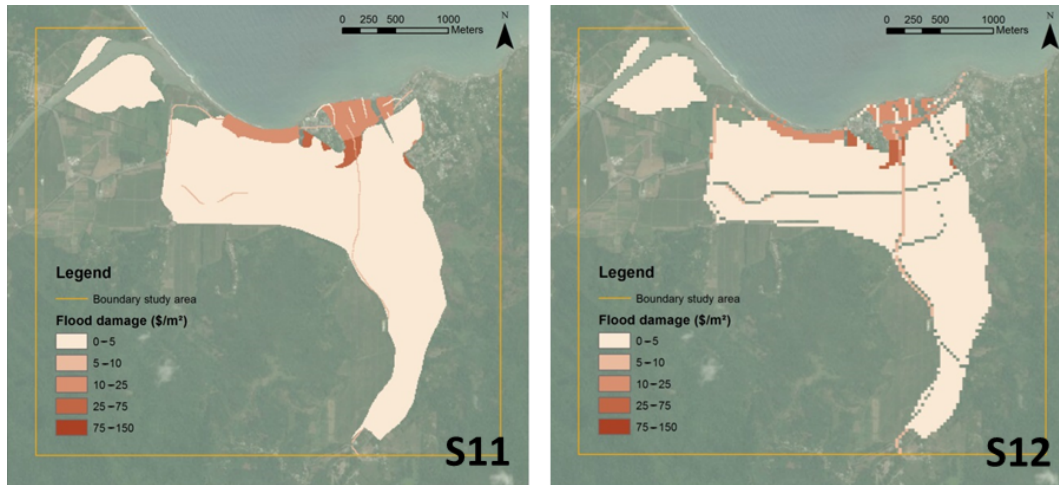 0 250 500 1000
Meters
N
Legend
Boundary study area
Flood damage ($/m²)
0–5
5–10
10–25
25–75
75–150
S11
0 250 500 1000
Meters
N
Legend
Boundary study area
Flood damage ($/m²)
0–5
5–10
10–25
25–75
75–150
S12